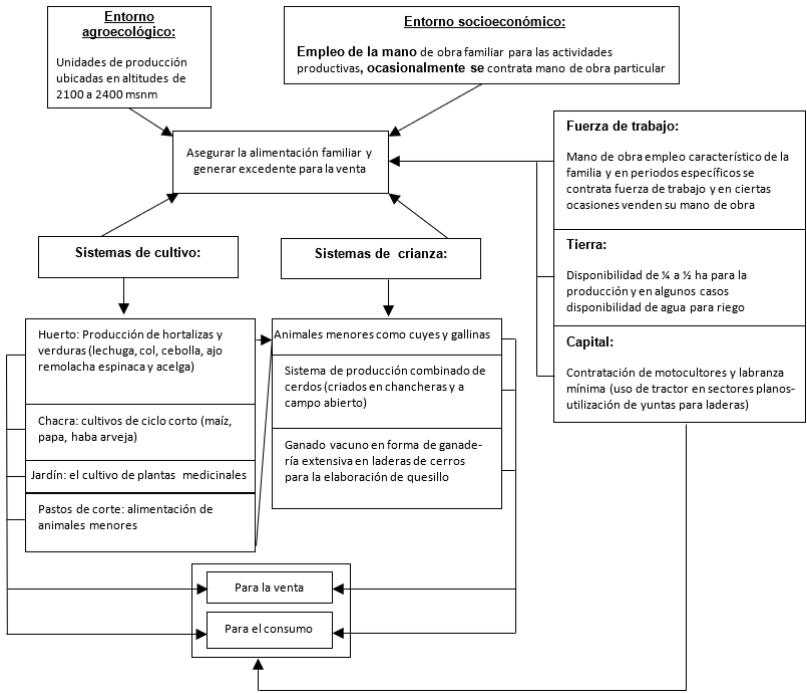 Entorno
agroecológico:
Unidades de producción
ubicadas en altitudes de
2100 a 2400 msnm
Entorno socioeconómico:
Empleo de la mano de obra familiar para las actividades
productivas, ocasionalmente se contrata mano de obra particular
Asegurar la alimentación familiar y
generar excedente para la venta
Fuerza de trabajo:
Mano de obra empleo característico de la
familia y en periodos específicos se
contrata fuerza de trabajo y en ciertas
ocasiones venden su mano de obra
Tierra:
Disponibilidad de ¼ a ½ ha para la
producción y en algunos casos
disponibilidad de agua para riego
Capital:
Contratación de motocultores y labranza
mínima (uso de tractor en sectores planos-
utilización de yuntas para laderas)
Sistemas de cultivo:
Huerto: Producción de hortalizas y
verduras (lechuga, col, cebolla, ajo
remolacha espinaca y acelga)
Chacra: cultivos de ciclo corto (maíz,
papa, haba arveja)
Jardín: el cultivo de plantas medicinales
Pastos de corte: alimentación de
animales menores
Sistemas de crianza:
Animales menores como cuyes y gallinas
Sistema de producción combinado de
cerdos (criados en chancheras y a
campo abierto)
Ganado vacuno en forma de ganade-
ría extensiva en laderas de cerros
para la elaboración de quesillo
Para la venta
Para el consumo